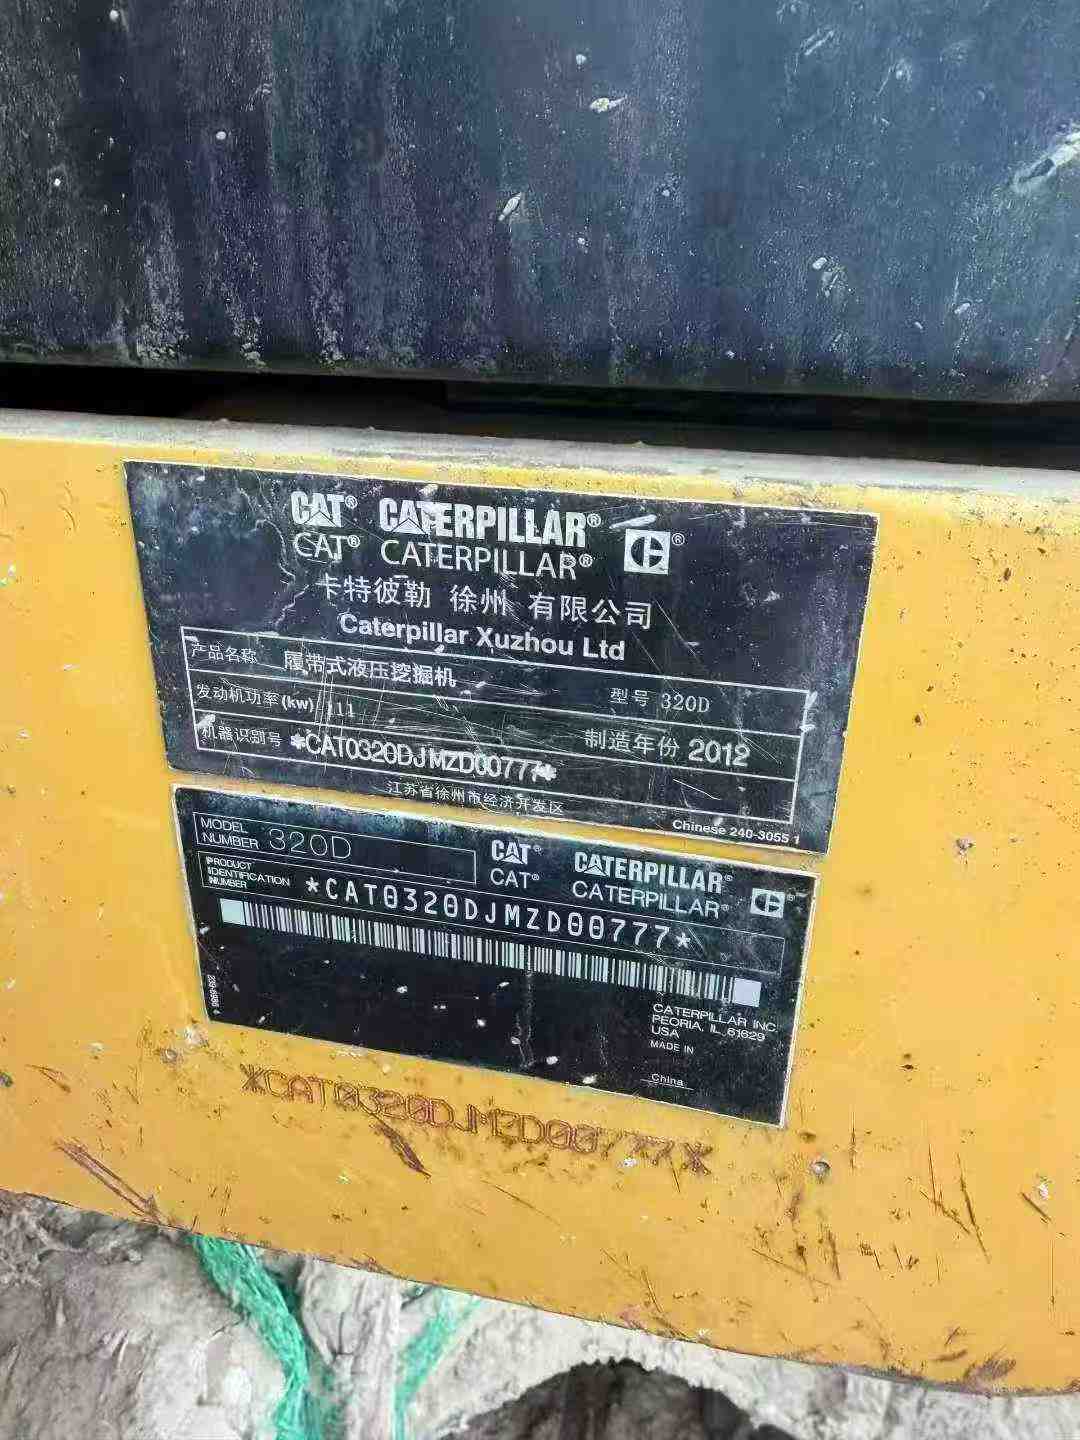 CAT® CATERPILLAR®
CAT® CATERPILLAR® CE®
卡特彼勒 徐州 有限公司
Caterpillar Xuzhou Ltd
产品名称 履带式液压挖掘机 型号 320D
发动机功率(kw) 111 制造年份 2012
机器识别号 *CAT0320DJMZD00777*
江苏省徐州市经济开发区
Chinese 240-3055 1
MODEL NUMBER 320D
CAT® CATERPILLAR®
CAT® CATERPILLAR® CE®
PRODUCT IDENTIFICATION NUMBER *CAT0320DJMZD00777*
CATERPILLAR INC.
PEORIA, IL 61629
USA
MADE IN
China
*CAT0320DJMZD00777*